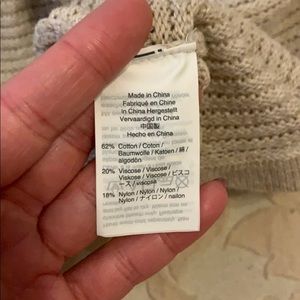 Made in China
Fabriqué en Chine
in China Hergestellt
Vervaardigd in China
中国製
Hecho en China
62% Cotton / Coton /
Baumwolle / Katoen / 綿 /
algodón
20% Viscose / Viscose /
Viskose / Viscose / ビスコ
ース / viscosa
18% Nylon / Nylon / Nylon /
Nylon / ナイロン / nailon